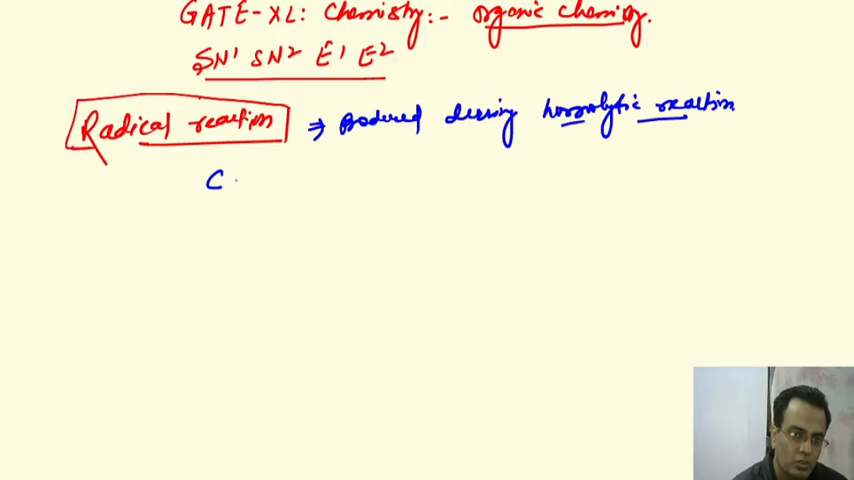 GATE-XL: Chemistry:- organic chemistry.
SN1 SN2 E1 E2
Radical reaction ⇒ Produced during homolytic reaction
C ·